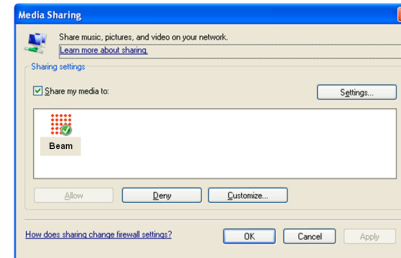 Media Sharing
Share music, pictures, and video on your network.
Learn more about sharing.
Sharing settings
Share my media to:
Settings...
Beam
Allow
Deny
Customize...
How does sharing change firewall settings?
OK
Cancel
Apply